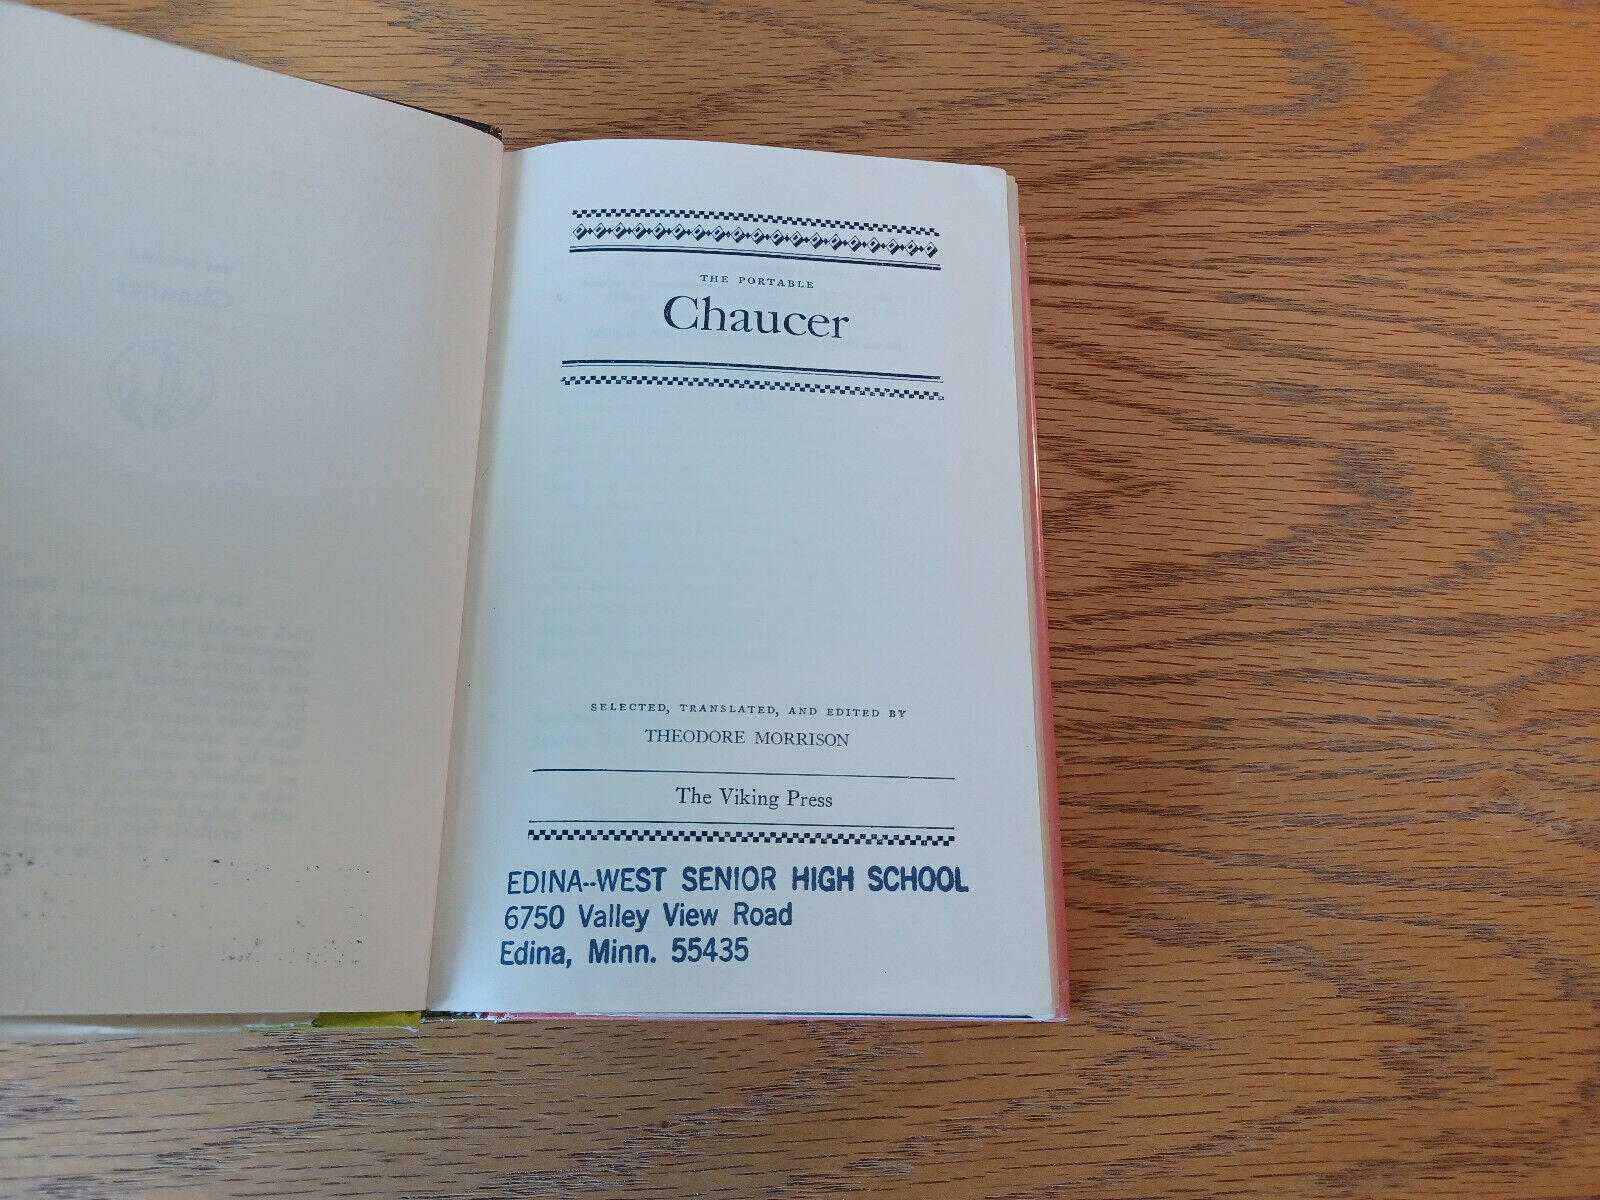 THE PORTABLE
Chaucer
SELECTED, TRANSLATED, AND EDITED BY
THEODORE MORRISON
The Viking Press
EDINA--WEST SENIOR HIGH SCHOOL
6750 Valley View Road
Edina, Minn. 55435